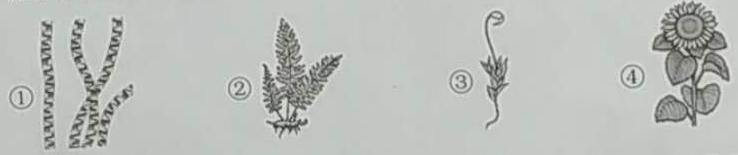 ① ② ③ ④